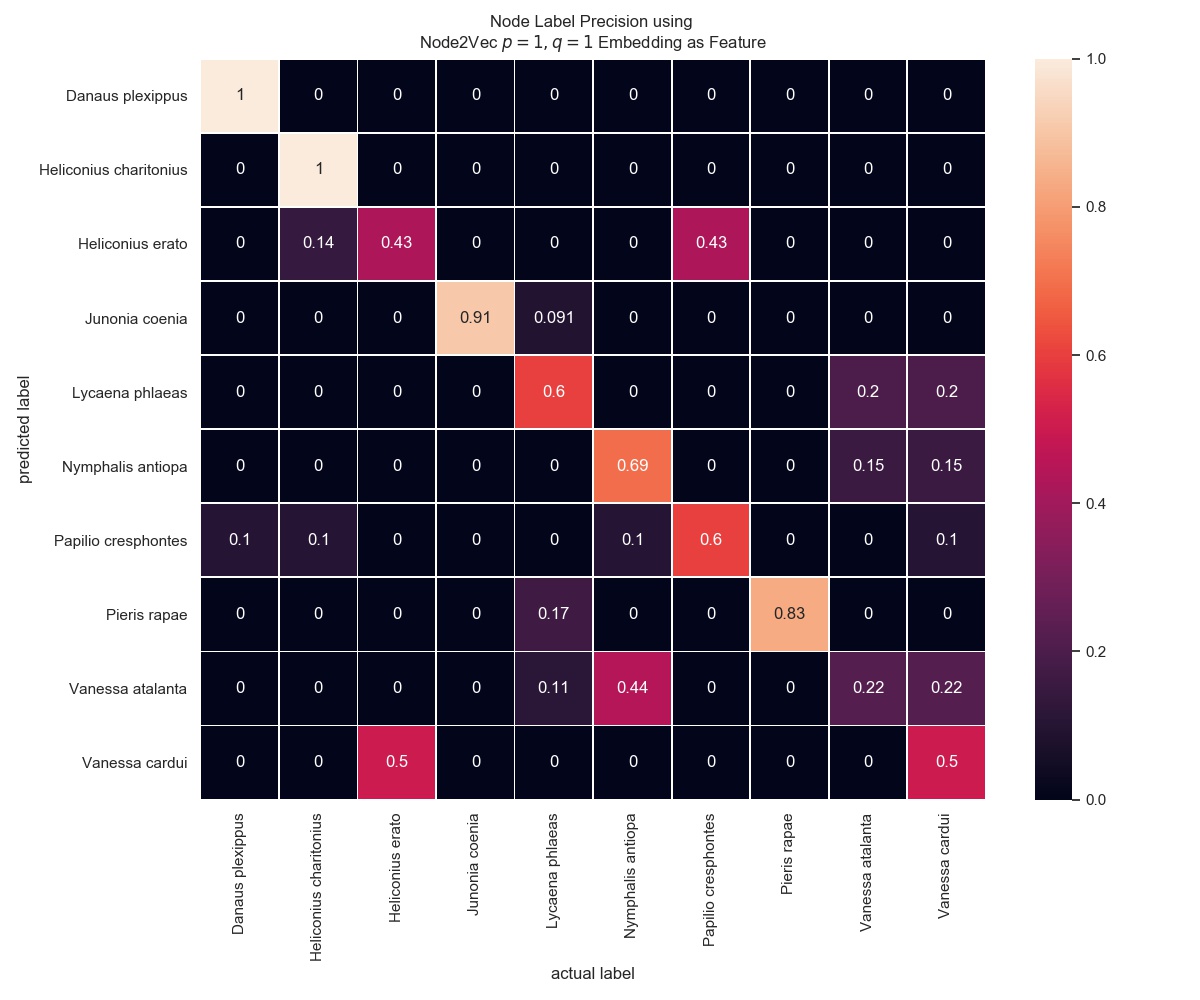 Node Label Precision using
Node2Vec p = 1, q = 1 Embedding as Feature
Danaus plexippus 1 0 0 0 0 0 0 0 0 0
Heliconius charitonius 0 1 0 0 0 0 0 0 0 0
Heliconius erato 0 0.14 0.43 0 0 0 0.43 0 0 0
Junonia coenia 0 0 0 0.91 0.091 0 0 0 0 0
Lycaena phlaeas 0 0 0 0 0.6 0 0 0 0.2 0.2
Nymphalis antiopa 0 0 0 0 0 0.69 0 0 0.15 0.15
Papilio cresphontes 0.1 0.1 0 0 0 0.1 0.6 0 0 0.1
Pieris rapae 0 0 0 0 0.17 0 0 0.83 0 0
Vanessa atalanta 0 0 0 0 0.11 0.44 0 0 0.22 0.22
Vanessa cardui 0 0 0.5 0 0 0 0 0 0 0.5
predicted label
Danaus plexippus
Heliconius charitonius
Heliconius erato
Junonia coenia
Lycaena phlaeas
Nymphalis antiopa
Papilio cresphontes
Pieris rapae
Vanessa atalanta
Vanessa cardui
actual label
1.0
0.8
0.6
0.4
0.2
0.0